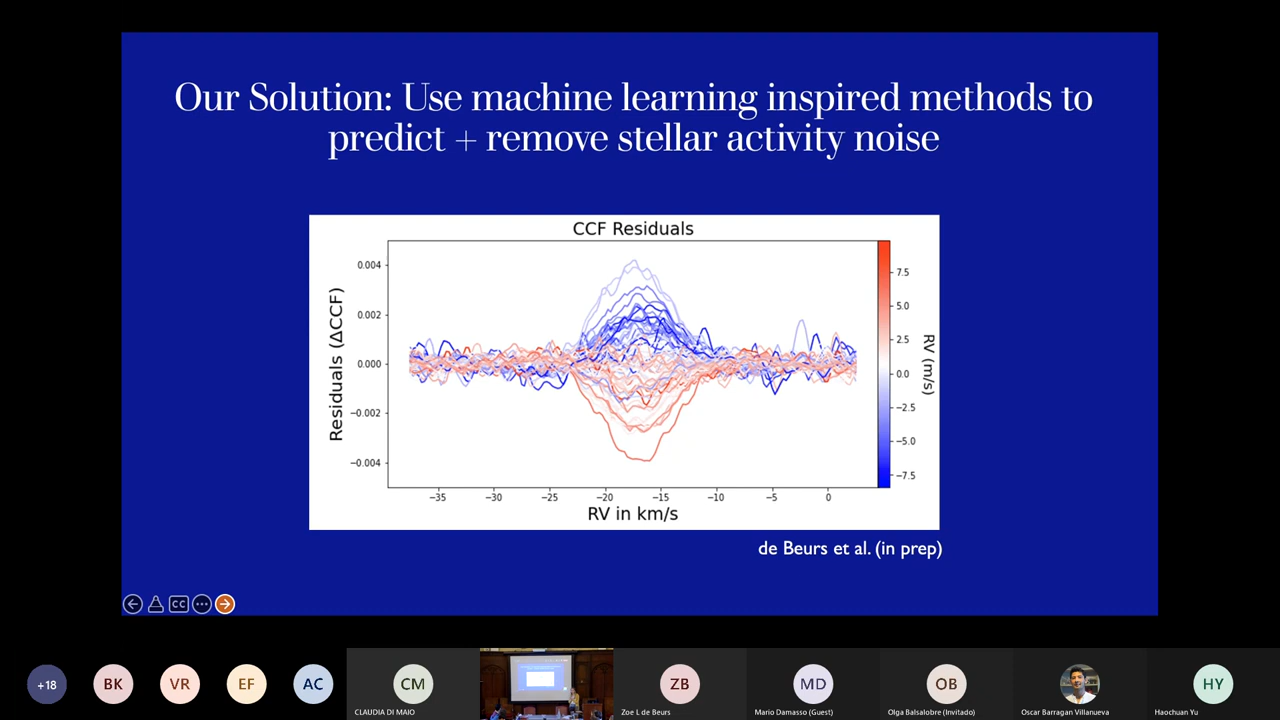 Our Solution: Use machine learning inspired methods to
predict + remove stellar activity noise
CCF Residuals
Residuals (ΔCCF)
0.004
0.002
0.000
−0.002
−0.004
−35
−30
−25
−20
−15
−10
−5
0
RV in km/s
7.5
5.0
2.5
0.0
−2.5
−5.0
−7.5
RV (m/s)
de Beurs et al. (in prep)
CC
+18
BK
VR
EF
AC
CM
CLAUDIA DI MAIO
ZB
Zoe L de Beurs
MD
Mario Damasso (Guest)
OB
Olga Balsalobre (Invitado)
Oscar Barragan Villanueva
HY
Haochuan Yu